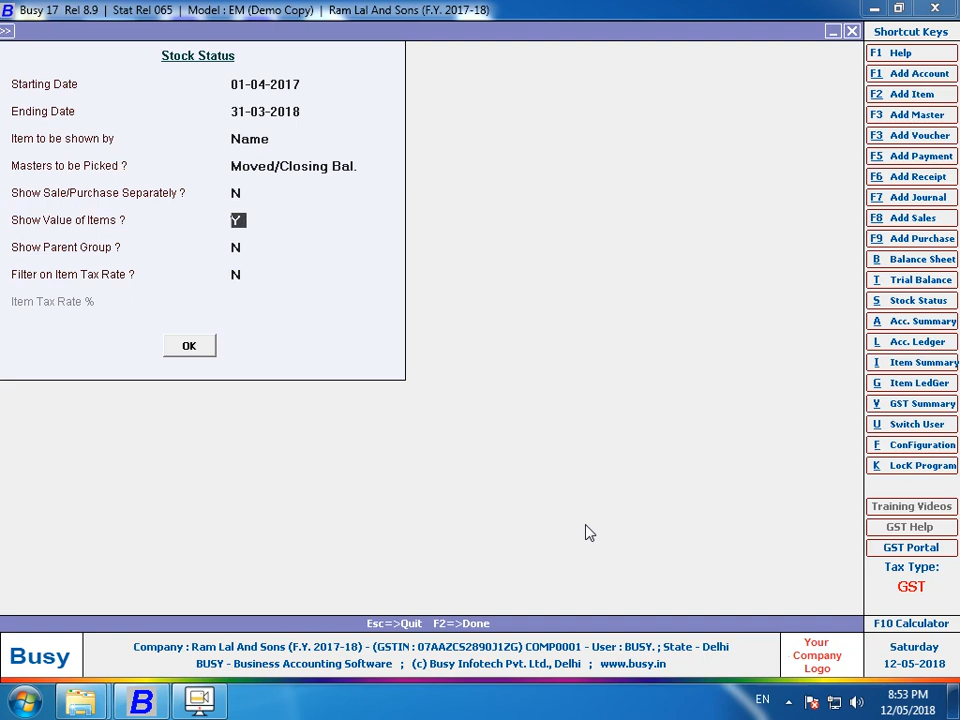 B Busy 17 Rel 8.9 | Stat Rel 065 | Model : EM (Demo Copy) | Ram Lal And Sons (F.Y. 2017-18)
>>
Stock Status
Starting Date 01-04-2017
Ending Date 31-03-2018
Item to be shown by Name
Masters to be Picked ? Moved/Closing Bal.
Show Sale/Purchase Separately ? N
Show Value of Items ? Y
Show Parent Group ? N
Filter on Item Tax Rate ? N
Item Tax Rate %
OK
Shortcut Keys
F1 Help
F1 Add Account
F2 Add Item
F3 Add Master
F3 Add Voucher
F5 Add Payment
F6 Add Receipt
F7 Add Journal
F8 Add Sales
F9 Add Purchase
B Balance Sheet
T Trial Balance
S Stock Status
A Acc. Summary
L Acc. Ledger
I Item Summary
G Item LedGer
Y GST Summary
U Switch User
F ConFiguration
K LocK Program
Training Videos
GST Help
GST Portal
Tax Type:
GST
Esc=>Quit F2=>Done
F10 Calculator
Busy
Company : Ram Lal And Sons (F.Y. 2017-18) - (GSTIN : 07AAZCS2890J1ZG) COMP0001 - User : BUSY. ; State - Delhi
BUSY - Business Accounting Software ; (c) Busy Infotech Pvt. Ltd., Delhi ; www.busy.in
Your
Company
Logo
Saturday
12-05-2018
B
EN
8:53 PM
12/05/2018